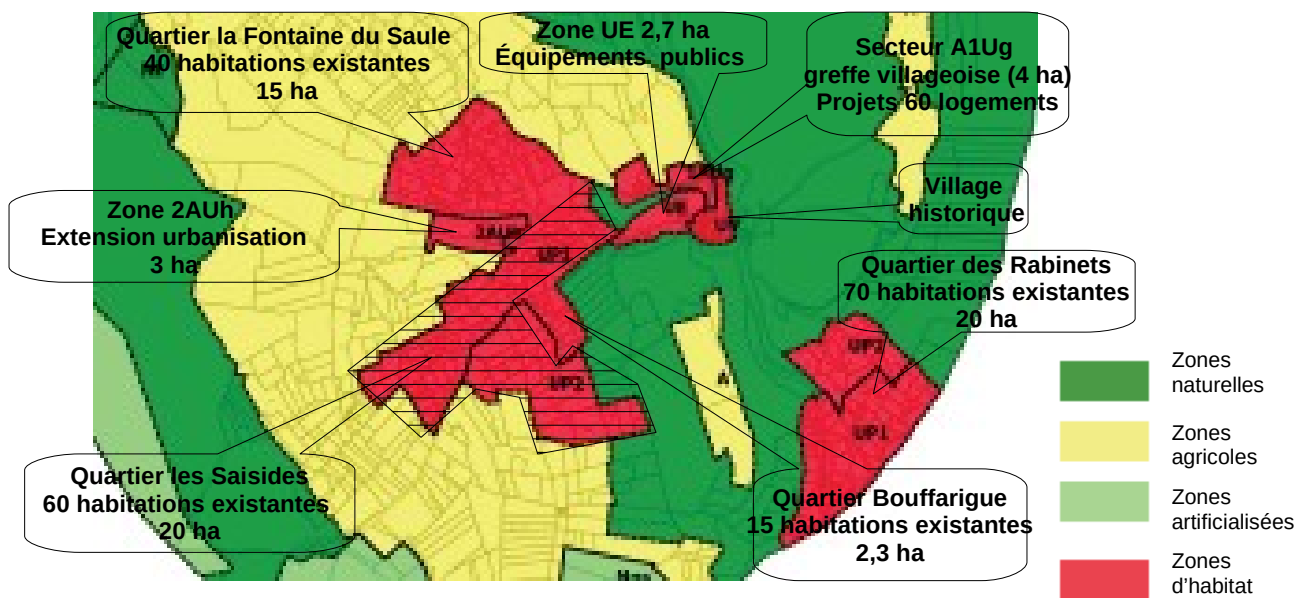 Quartier la Fontaine du Saule
40 habitations existantes
15 ha
Zone UE 2,7 ha
Équipements publics
Secteur A1Ug
greffe villageoise (4 ha)
Projets 60 logements
Village
historique
Zone 2AUh
Extension urbanisation
3 ha
Quartier des Rabinets
70 habitations existantes
20 ha
Quartier les Saisides
60 habitations existantes
20 ha
Quartier Bouffarigue
15 habitations existantes
2,3 ha
UP1
UP2
A
UP2
UP1
Zones
naturelles
Zones
agricoles
Zones
artificialisées
Zones
d'habitat